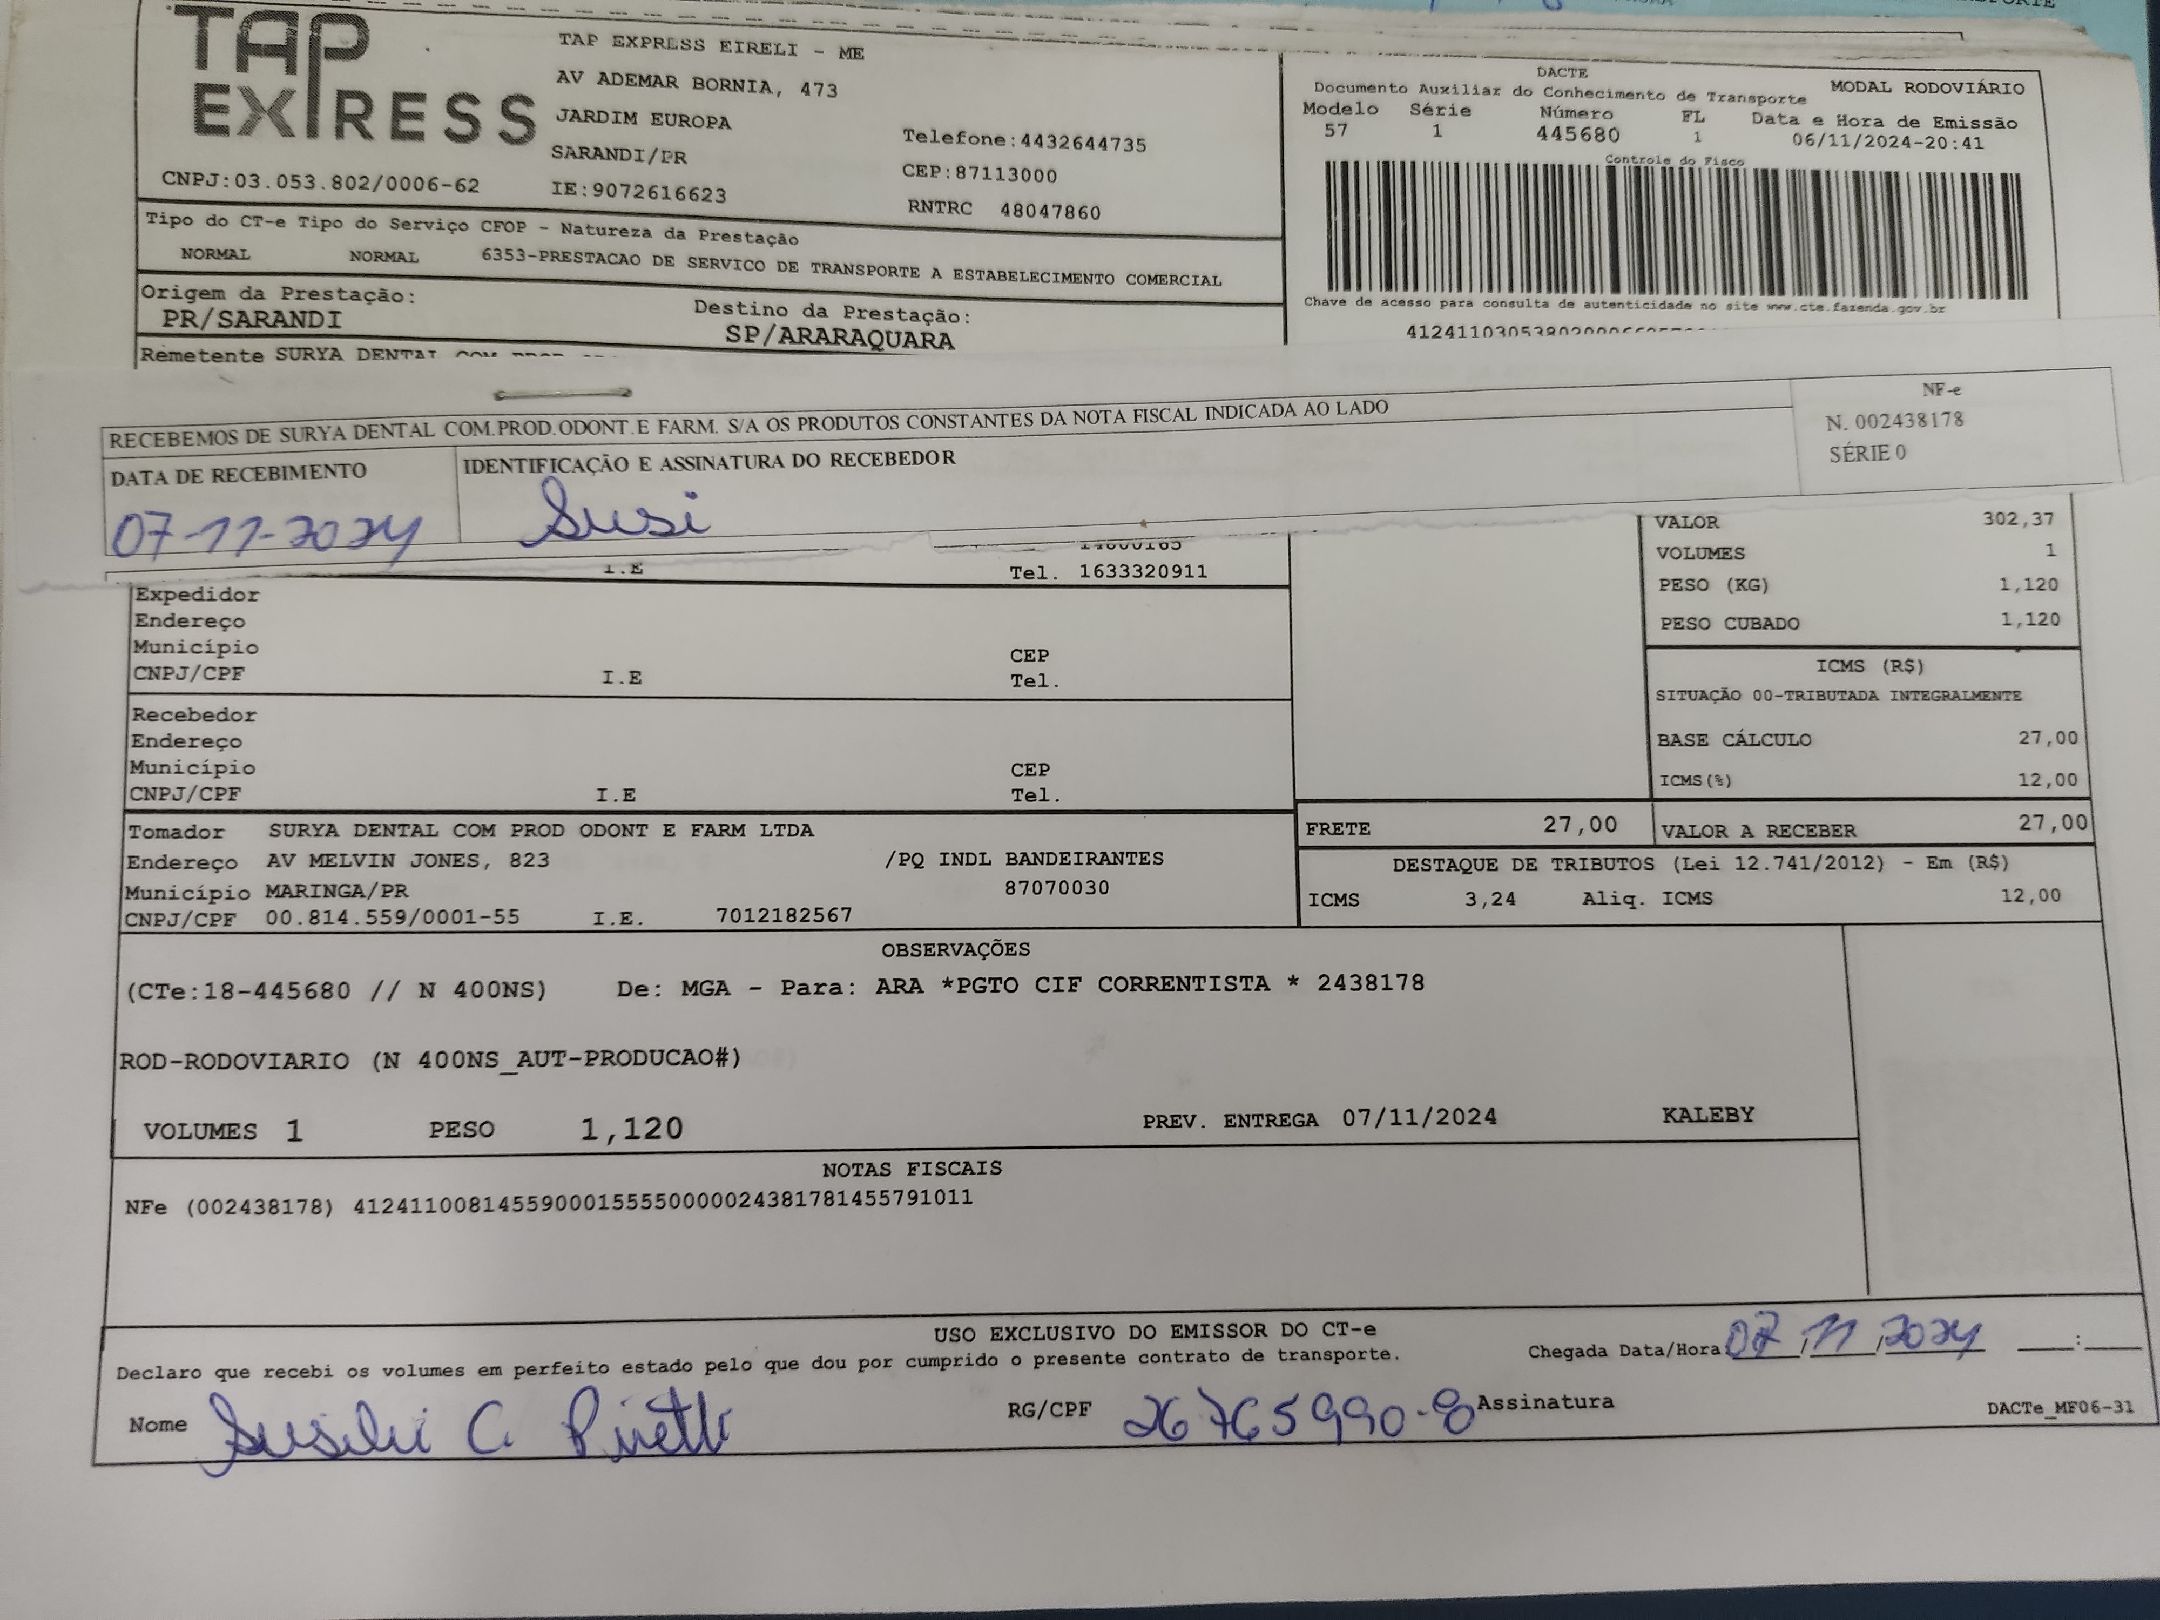 TAP EXPRESS
TAP EXPRESS EIRELI - ME
AV ADEMAR BORNIA, 473
JARDIM EUROPA
SARANDI/PR
Telefone:4432644735
CEP:87113000
CNPJ:03.053.802/0006-62
IE:9072616623
RNTRC 48047860
DACTE
MODAL RODOVIÁRIO
Documento Auxiliar do Conhecimento de Transporte
Modelo Série Número FL Data e Hora de Emissão
57 1 445680 1 06/11/2024-20:41
Controle do Fisco
Chave de acesso para consulta de autenticidade no site www.cte.fazenda.gov.br
Tipo do CT-e Tipo do Serviço CFOP - Natureza da Prestação
NORMAL NORMAL 6353-PRESTACAO DE SERVICO DE TRANSPORTE A ESTABELECIMENTO COMERCIAL
Origem da Prestação: Destino da Prestação:
PR/SARANDI SP/ARARAQUARA
Remetente SURYA DENTAL COM PROD
RECEBEMOS DE SURYA DENTAL COM.PROD.ODONT.E FARM. S/A OS PRODUTOS CONSTANTES DA NOTA FISCAL INDICADA AO LADO
NF-e
N. 002438178
SÉRIE 0
DATA DE RECEBIMENTO IDENTIFICAÇÃO E ASSINATURA DO RECEBEDOR
07-11-2024 Susi
I.E Tel. 1633320911
VALOR 302,37
VOLUMES 1
PESO (KG) 1,120
PESO CUBADO 1,120
ICMS (R$)
SITUAÇÃO 00-TRIBUTADA INTEGRALMENTE
BASE CÁLCULO 27,00
ICMS(%) 12,00
Expedidor
Endereço
Município CEP
CNPJ/CPF I.E Tel.
Recebedor
Endereço
Município CEP
CNPJ/CPF I.E Tel.
Tomador SURYA DENTAL COM PROD ODONT E FARM LTDA
Endereço AV MELVIN JONES, 823 /PQ INDL BANDEIRANTES
Município MARINGA/PR 87070030
CNPJ/CPF 00.814.559/0001-55 I.E. 7012182567
FRETE 27,00 VALOR A RECEBER 27,00
DESTAQUE DE TRIBUTOS (Lei 12.741/2012) - Em (R$)
ICMS 3,24 Aliq. ICMS 12,00
OBSERVAÇÕES
(CTe:18-445680 // N 400NS) De: MGA - Para: ARA *PGTO CIF CORRENTISTA * 2438178
ROD-RODOVIARIO (N 400NS_AUT-PRODUCAO#)
VOLUMES 1 PESO 1,120 PREV. ENTREGA 07/11/2024 KALEBY
NOTAS FISCAIS
NFe (002438178) 41241100814559000155550000024381781455791011
USO EXCLUSIVO DO EMISSOR DO CT-e
Declaro que recebi os volumes em perfeito estado pelo que dou por cumprido o presente contrato de transporte.
Chegada Data/Hora 07/11/2024 :
Nome C. RG/CPF 26765990-8 Assinatura
DACTe_MF06-31